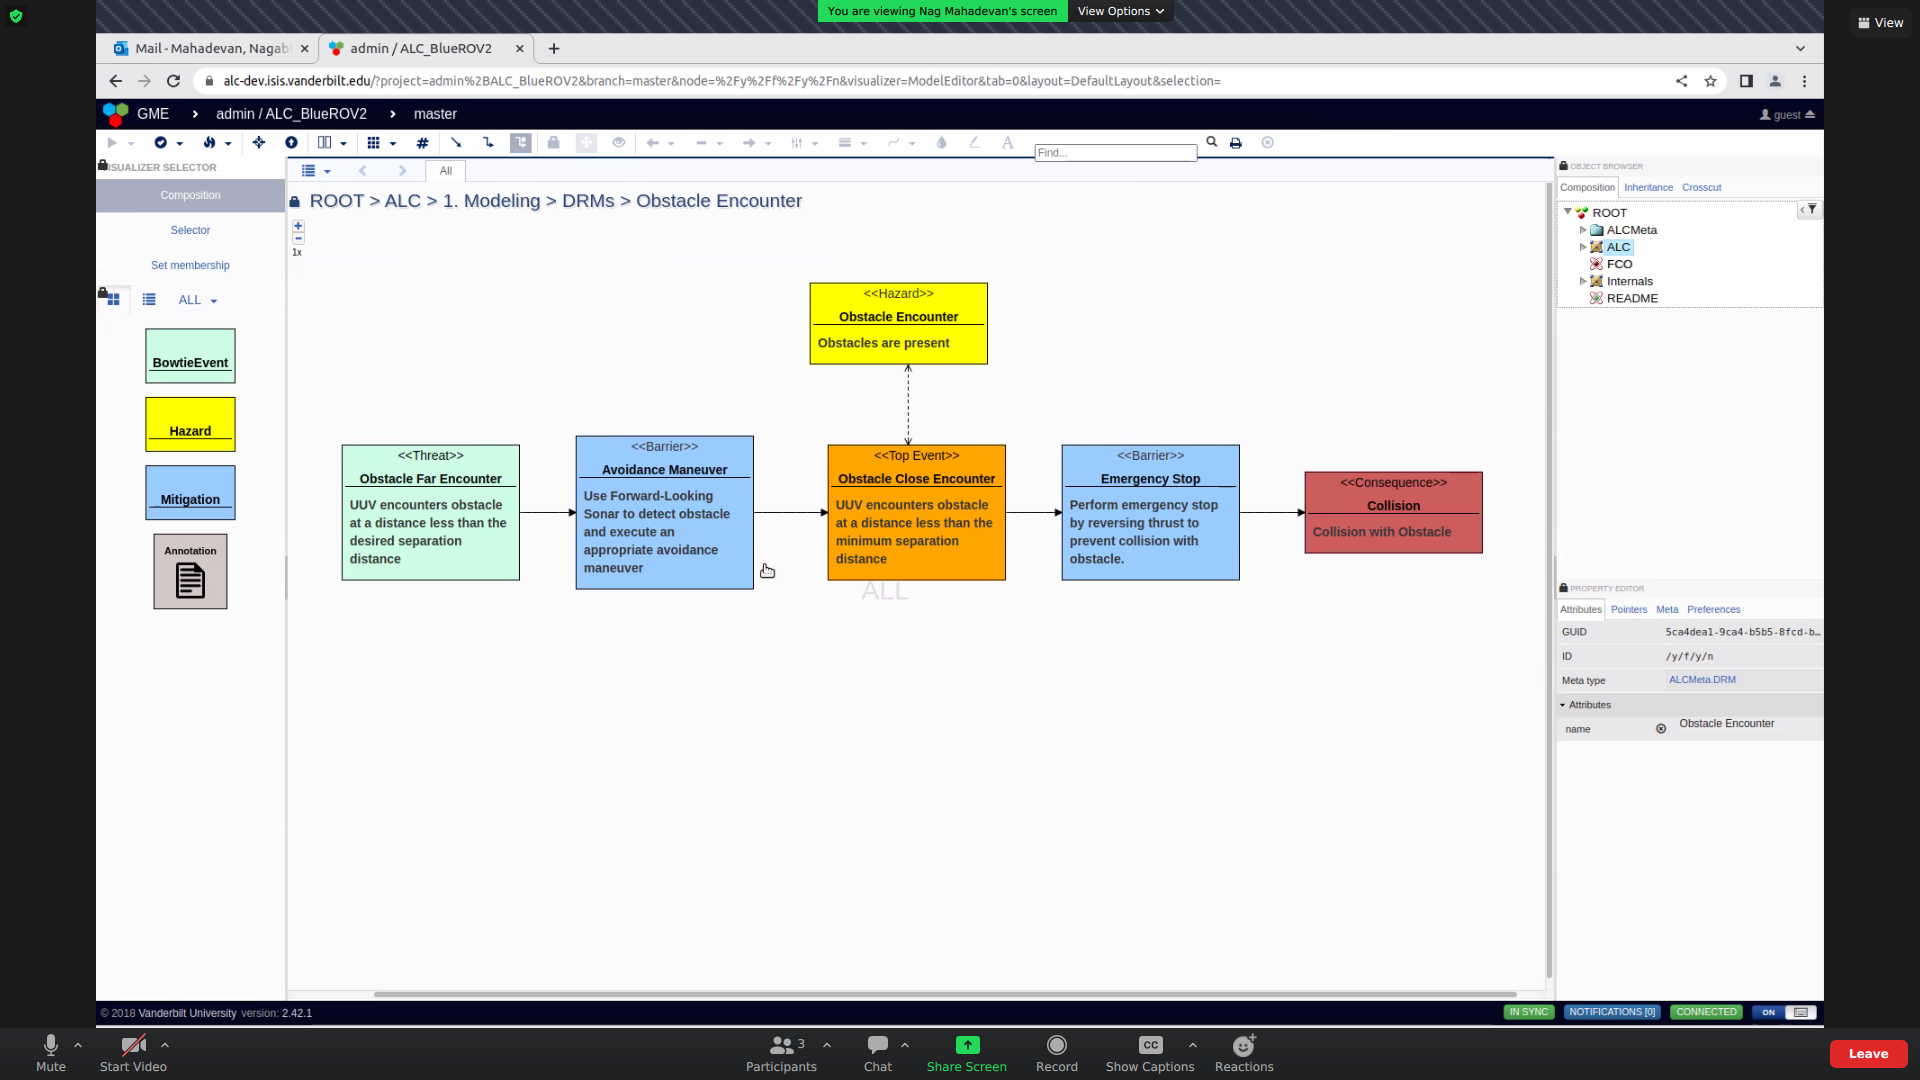 You are viewing Nag Mahadevan's screen
View Options
View
Mail - Mahadevan, Nagabl
admin / ALC_BlueROV2
alc-dev.isis.vanderbilt.edu/?project=admin%2BALC_BlueROV2&branch=master&node=%2Fy%2Ff%2Fy%2Fn&visualizer=ModelEditor&tab=0&layout=DefaultLayout&selection=
GME
admin / ALC_BlueROV2
master
guest
Find...
ISUALIZER SELECTOR
Composition
Selector
Set membership
ALL
BowtieEvent
Hazard
Mitigation
Annotation
All
ROOT > ALC > 1. Modeling > DRMs > Obstacle Encounter
+
−
1x
<<Hazard>>
Obstacle Encounter
Obstacles are present
<<Threat>>
Obstacle Far Encounter
UUV encounters obstacle
at a distance less than the
desired separation
distance
<<Barrier>>
Avoidance Maneuver
Use Forward-Looking
Sonar to detect obstacle
and execute an
appropriate avoidance
maneuver
<<Top Event>>
Obstacle Close Encounter
UUV encounters obstacle
at a distance less than the
minimum separation
distance
<<Barrier>>
Emergency Stop
Perform emergency stop
by reversing thrust to
prevent collision with
obstacle.
<<Consequence>>
Collision
Collision with Obstacle
ALL
OBJECT BROWSER
Composition
Inheritance
Crosscut
ROOT
ALCMeta
ALC
FCO
Internals
README
PROPERTY EDITOR
Attributes
Pointers
Meta
Preferences
GUID
5ca4dea1-9ca4-b5b5-8fcd-b…
ID
/y/f/y/n
Meta type
ALCMeta.DRM
Attributes
name
Obstacle Encounter
© 2018 Vanderbilt University version: 2.42.1
IN SYNC
NOTIFICATIONS [0]
CONNECTED
ON
Mute
Start Video
3
Participants
Chat
Share Screen
Record
CC
Show Captions
Reactions
Leave